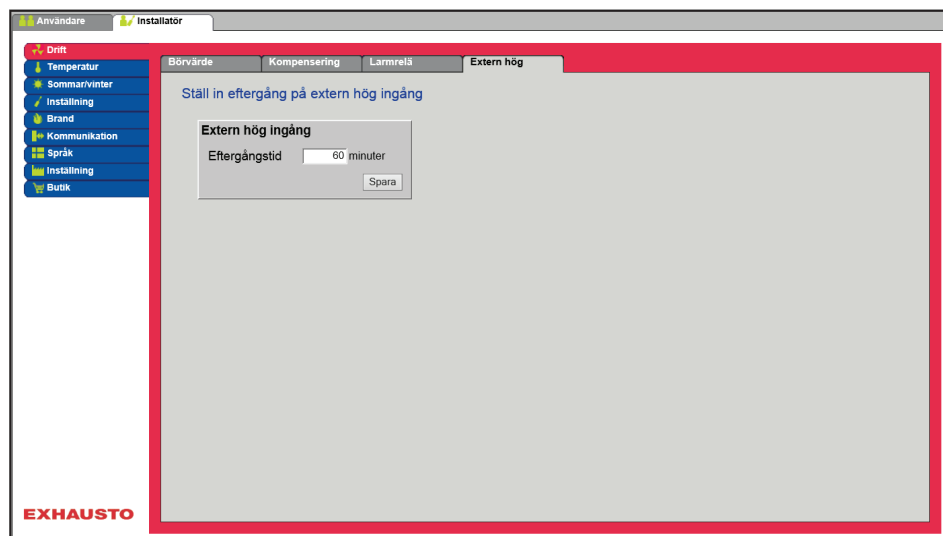 Användare Installatör
Drift
Temperatur
Sommar/vinter
Inställning
Brand
Kommunikation
Språk
Inställning
Butik
Börvärde Kompensering Larmrelä Extern hög
Ställ in eftergång på extern hög ingång
Extern hög ingång
Eftergångstid 60 minuter
Spara
EXHAUSTO